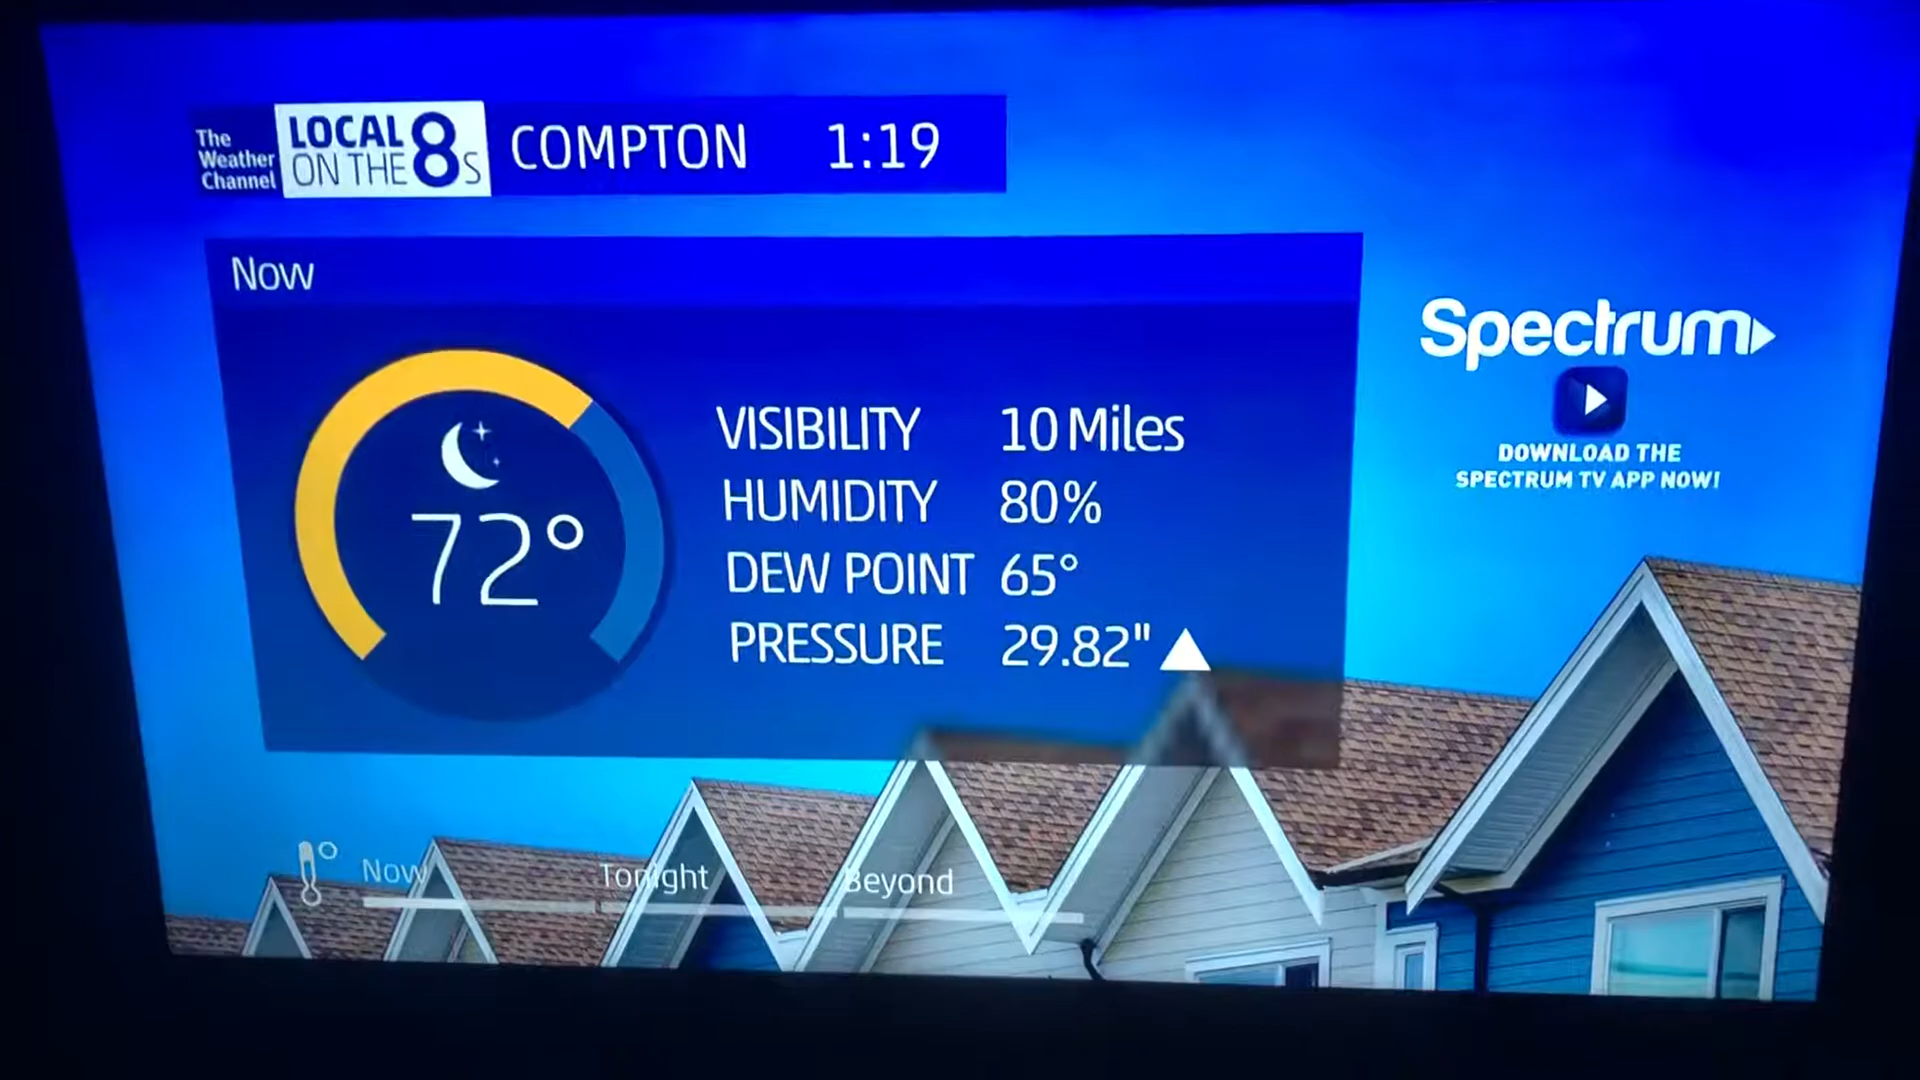 The
Weather
Channel
LOCAL
ON THE 8s
COMPTON 1:19
Now
72°
VISIBILITY 10 Miles
HUMIDITY 80%
DEW POINT 65°
PRESSURE 29.82"
Spectrum
DOWNLOAD THE
SPECTRUM TV APP NOW!
Now Tonight Beyond